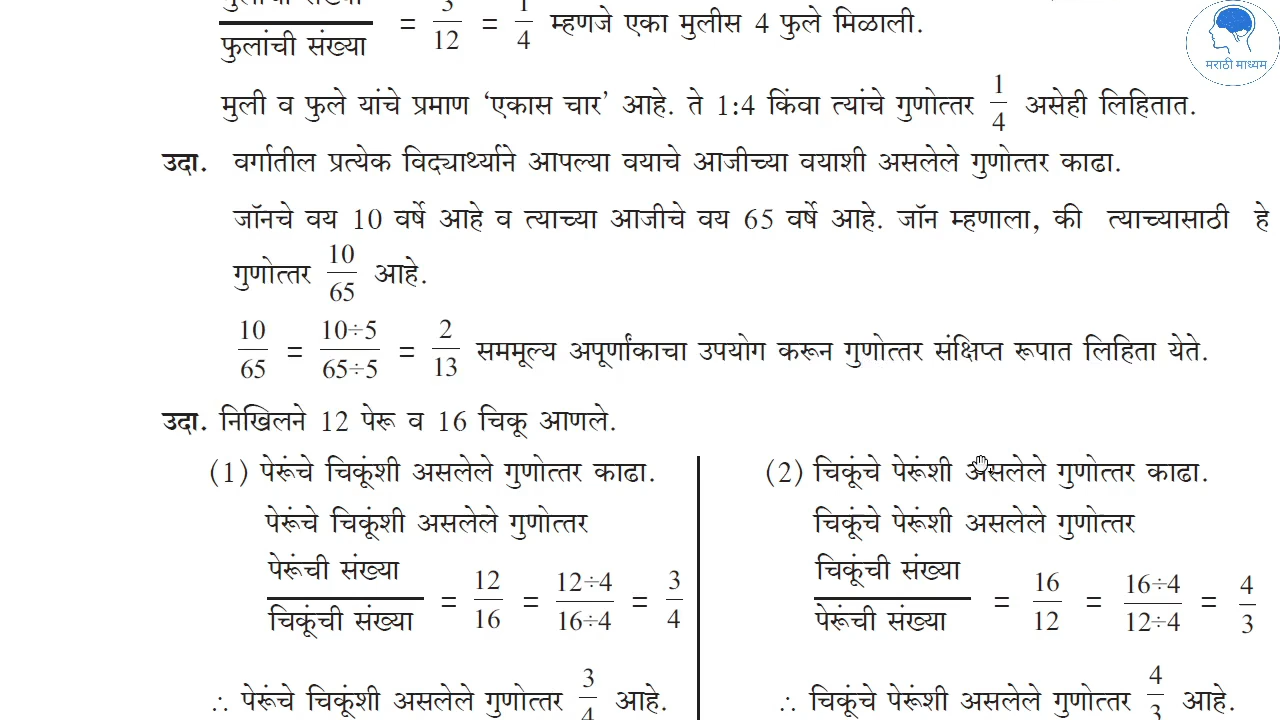 मुलींची संख्या / फुलांची संख्या = 3/12 = 1/4 म्हणजे एका मुलीस 4 फुले मिळाली.
मराठी माध्यम
मुली व फुले यांचे प्रमाण ‘एकास चार’ आहे. ते 1:4 किंवा त्यांचे गुणोत्तर 1/4 असेही लिहितात.
उदा. वर्गातील प्रत्येक विद्यार्थ्याने आपल्या वयाचे आजीच्या वयाशी असलेले गुणोत्तर काढा.
जॉनचे वय 10 वर्षे आहे व त्याच्या आजीचे वय 65 वर्षे आहे. जॉन म्हणाला, की त्याच्यासाठी हे
गुणोत्तर 10/65 आहे.
10/65 = 10÷5/65÷5 = 2/13 सममूल्य अपूर्णांकाचा उपयोग करून गुणोत्तर संक्षिप्त रूपात लिहिता येते.
उदा. निखिलने 12 पेरू व 16 चिकू आणले.
(1) पेरूंचे चिकूंशी असलेले गुणोत्तर काढा.
पेरूंचे चिकूंशी असलेले गुणोत्तर
पेरूंची संख्या / चिकूंची संख्या = 12/16 = 12÷4/16÷4 = 3/4
∴ पेरूंचे चिकूंशी असलेले गुणोत्तर 3/4 आहे.
(2) चिकूंचे पेरूंशी असलेले गुणोत्तर काढा.
चिकूंचे पेरूंशी असलेले गुणोत्तर
चिकूंची संख्या / पेरूंची संख्या = 16/12 = 16÷4/12÷4 = 4/3
∴ चिकूंचे पेरूंशी असलेले गुणोत्तर 4/3 आहे.